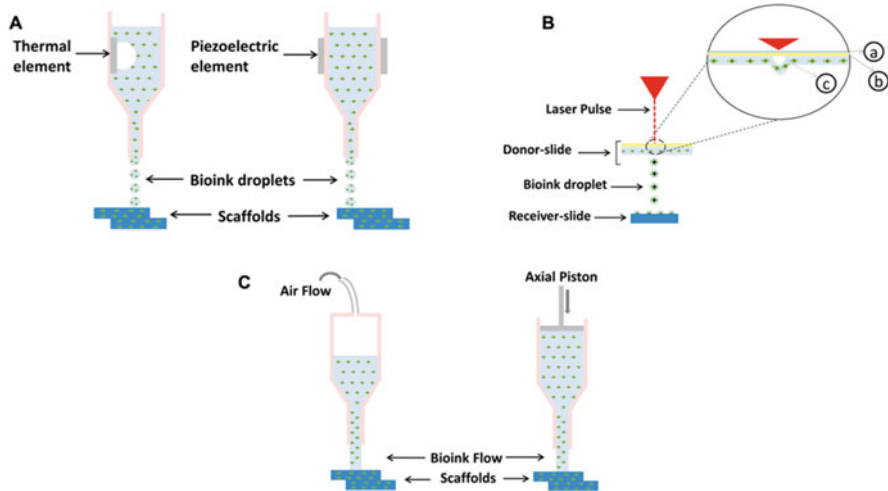 A
Thermal
element
Piezoelectric
element
Bioink droplets
Scaffolds
B
a
b
c
Laser Pulse
Donor-slide
Bioink droplet
Receiver-slide
C
Air Flow
Axial Piston
Bioink Flow
Scaffolds